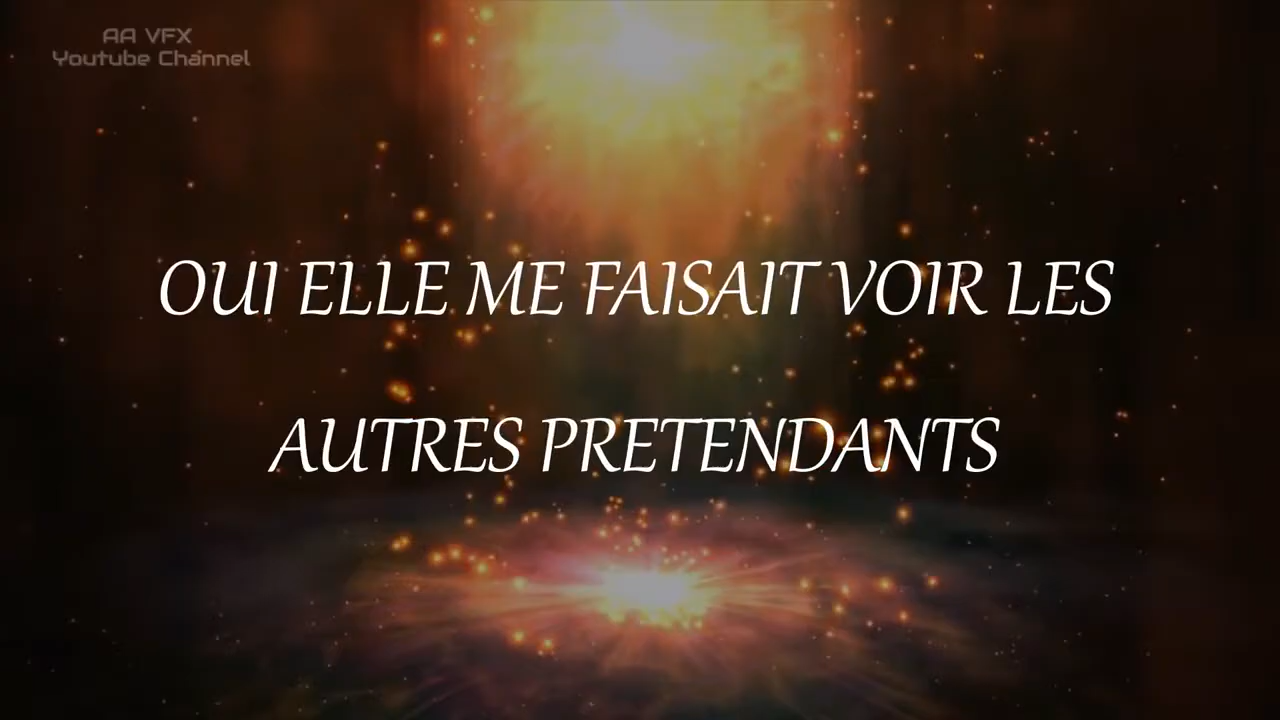 AA VFX
Youtube Channel
OUI ELLE ME FAISAIT VOIR LES
AUTRES PRETENDANTS